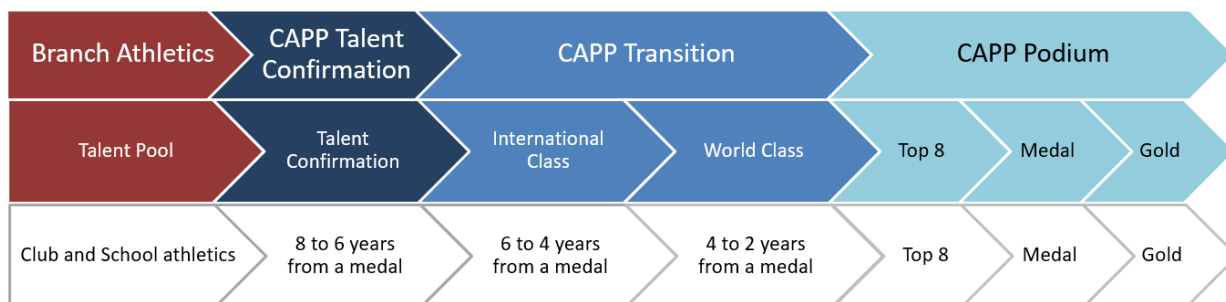 Branch Athletics
CAPP Talent
Confirmation
CAPP Transition
CAPP Podium
Talent Pool
Talent
Confirmation
International
Class
World Class
Top 8
Medal
Gold
Club and School athletics
8 to 6 years
from a medal
6 to 4 years
from a medal
4 to 2 years
from a medal
Top 8
Medal
Gold